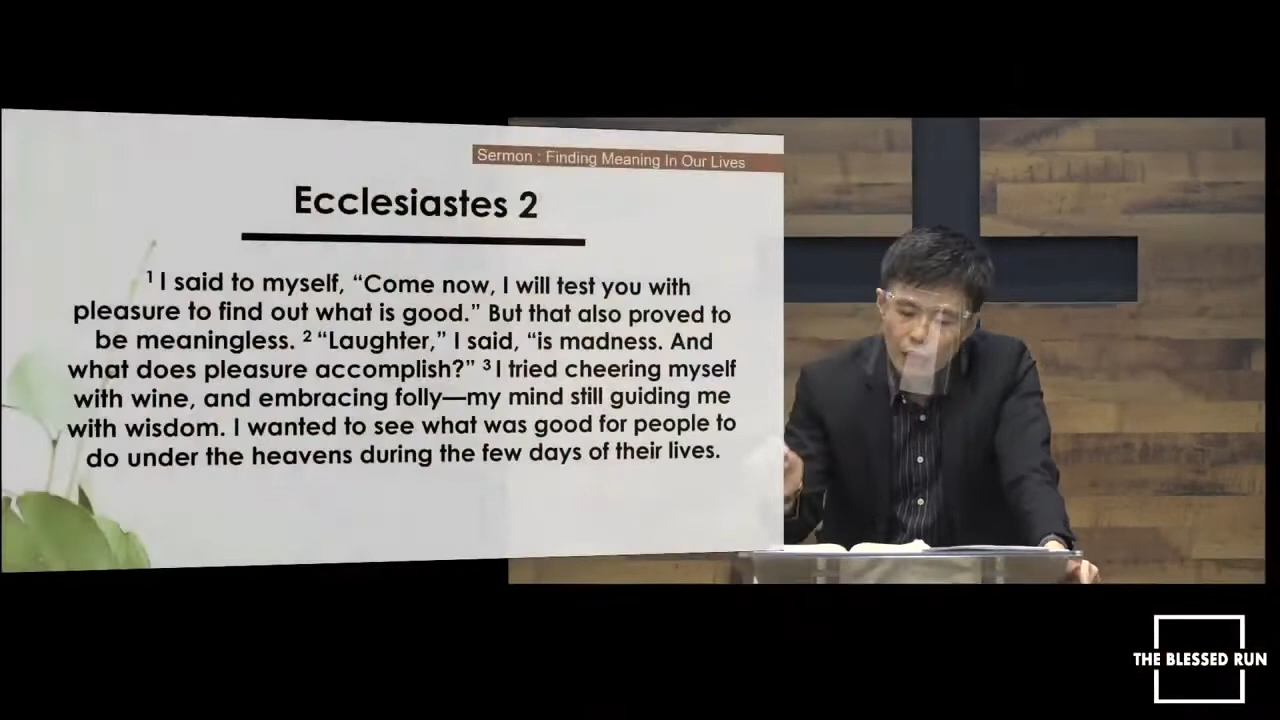 Sermon : Finding Meaning In Our Lives
Ecclesiastes 2
¹ I said to myself, “Come now, I will test you with
pleasure to find out what is good.” But that also proved to
be meaningless. ² “Laughter,” I said, “is madness. And
what does pleasure accomplish?” ³ I tried cheering myself
with wine, and embracing folly—my mind still guiding me
with wisdom. I wanted to see what was good for people to
do under the heavens during the few days of their lives.
THE BLESSED RUN